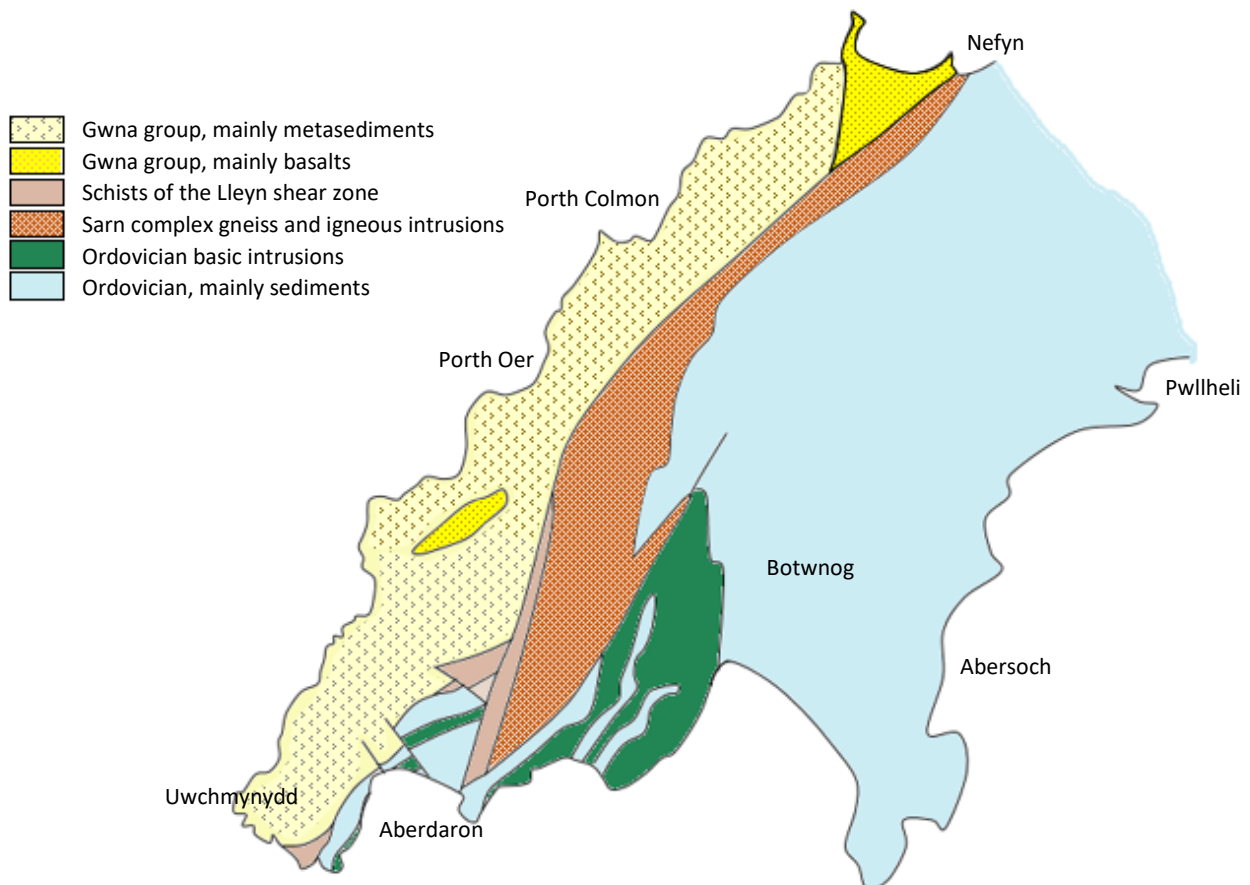 Nefyn
Gwna group, mainly metasediments
Gwna group, mainly basalts
Schists of the Lleyn shear zone
Porth Colmon
Sarn complex gneiss and igneous intrusions
Ordovician basic intrusions
Ordovician, mainly sediments
Porth Oer
Pwllheli
Botwnog
Abersoch
Uwchmynydd
Aberdaron